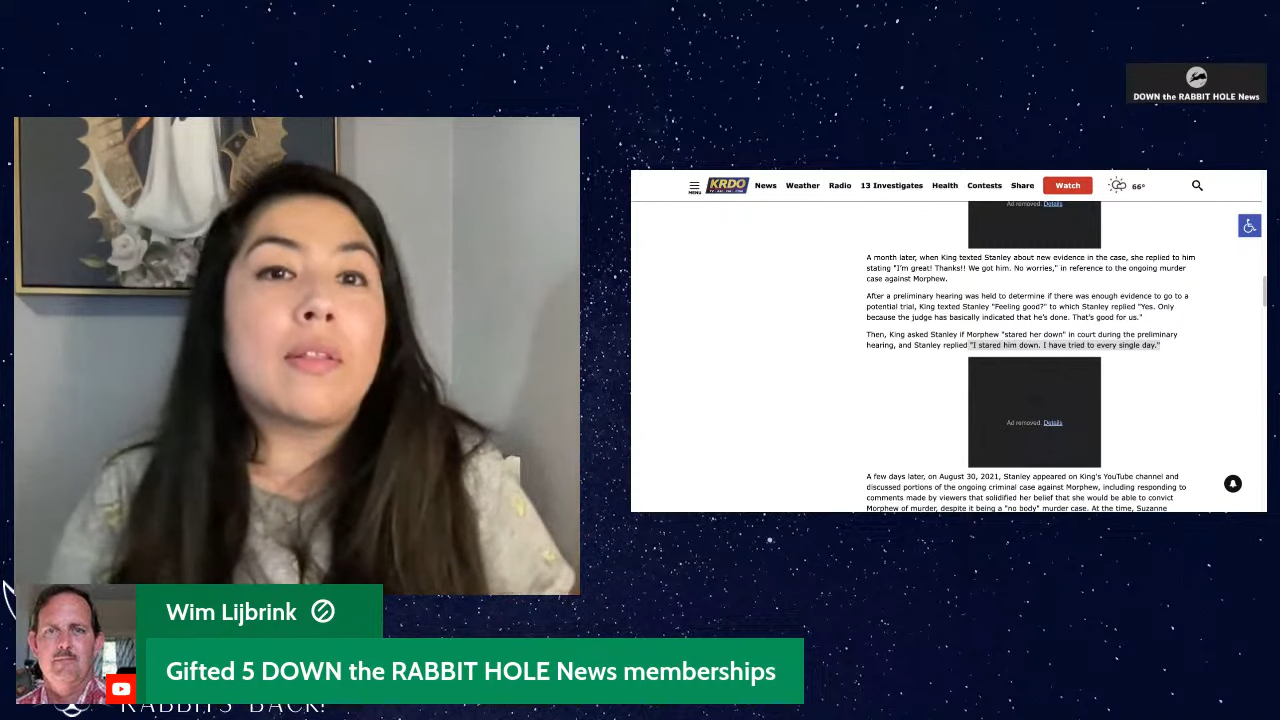 DOWN the RABBIT HOLE News
MENU
KRDO
News Weather Radio 13 Investigates Health Contests Share Watch 66°
Ad removed. Details
A month later, when King texted Stanley about new evidence in the case, she replied to him
stating "I'm great! Thanks!! We got him. No worries," in reference to the ongoing murder
case against Morphew.
After a preliminary hearing was held to determine if there was enough evidence to go to a
potential trial, King texted Stanley "Feeling good?" to which Stanley replied "Yes. Only
because the judge has basically indicated that he's done. That's good for us."
Then, King asked Stanley if Morphew "stared her down" in court during the preliminary
hearing, and Stanley replied "I stared him down. I have tried to every single day."
Ad removed. Details
A few days later, on August 30, 2021, Stanley appeared on King's YouTube channel and
discussed portions of the ongoing criminal case against Morphew, including responding to
comments made by viewers that solidified her belief that she would be able to convict
Morphew of murder, despite it being a "no body" murder case. At the time, Suzanne
Wim Lijbrink
Gifted 5 DOWN the RABBIT HOLE News memberships
RABBITS BACK!